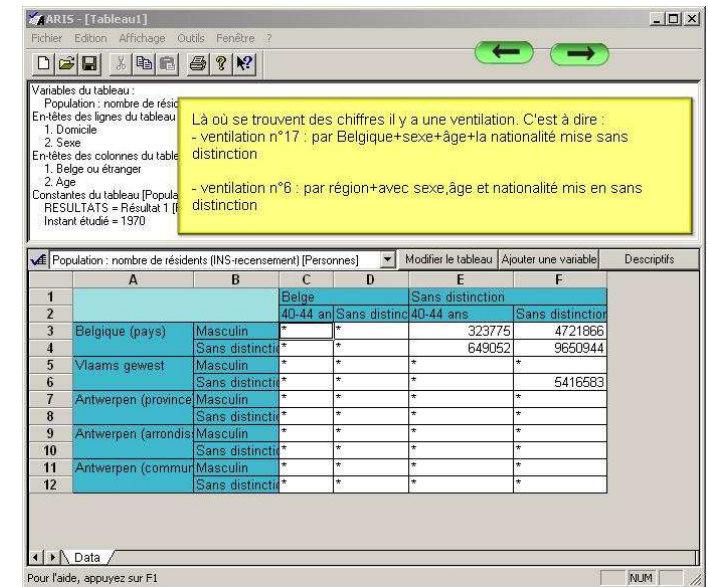 ARIS - [Tableau1]
Fichier Edition Affichage Outils Fenêtre ?
Variables du tableau :
Population : nombre de résid
En-têtes des lignes du tableau
1. Domicile
2. Sexe
En-têtes des colonnes du table
1. Belge ou étranger
2. Age
Constantes du tableau [Popula
RESULTATS = Résultat 1 [
Instant étudié = 1970
Là où se trouvent des chiffres il y a une ventilation. C'est à dire :
- ventilation n°17 : par Belgique+sexe+âge+la nationalité mise sans
distinction
- ventilation n°6 : par région+avec sexe,âge et nationalité mis en sans
distinction
Population : nombre de résidents (INS-recensement) [Personnes] Modifier le tableau Ajouter une variable Descriptifs
A B C D E F
1 Belge Sans distinction
2 40-44 an Sans distinc 40-44 ans Sans distinction
3 Belgique (pays) Masculin * * 323775 4721866
4 Sans distinctio * * 649052 9650944
5 Vlaams gewest Masculin * * * *
6 Sans distinctio * * * 5416583
7 Antwerpen (province Masculin * * * *
8 Sans distinctio * * * *
9 Antwerpen (arrondis Masculin * * * *
10 Sans distinctio * * * *
11 Antwerpen (commun Masculin * * * *
12 Sans distinctio * * * *
Data
Pour l'aide, appuyez sur F1 NUM